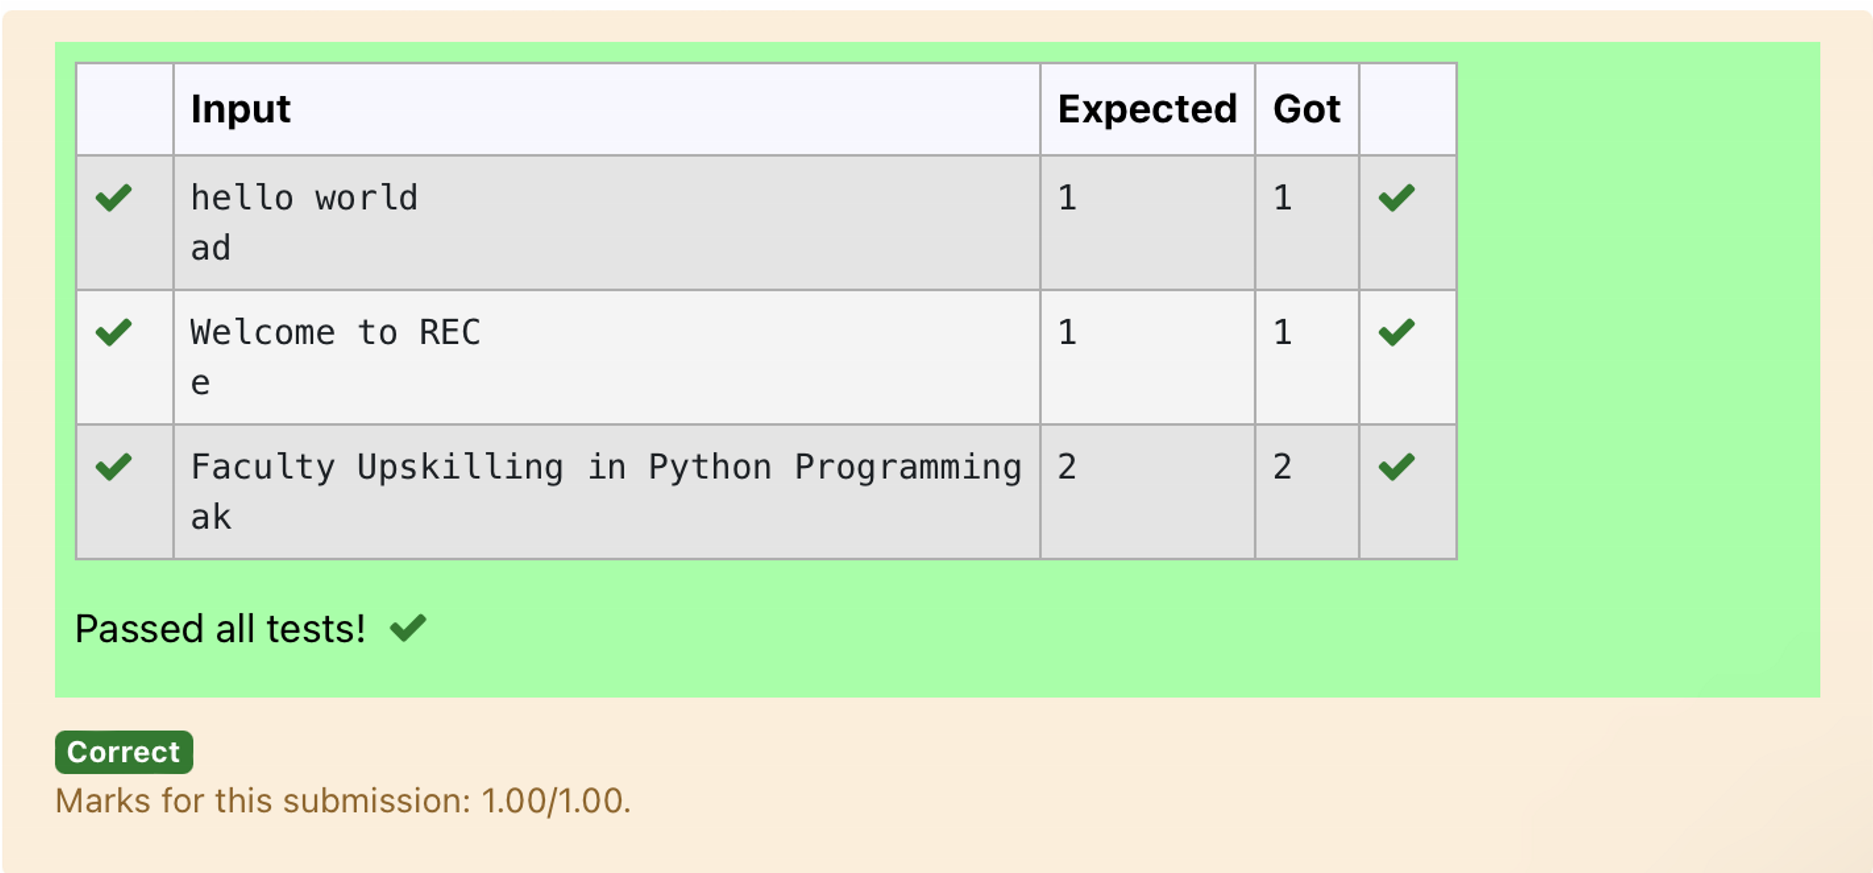 Input Expected Got
hello world 1 1
ad
Welcome to REC 1 1
e
Faculty Upskilling in Python Programming 2 2
ak
Passed all tests!
Correct
Marks for this submission: 1.00/1.00.